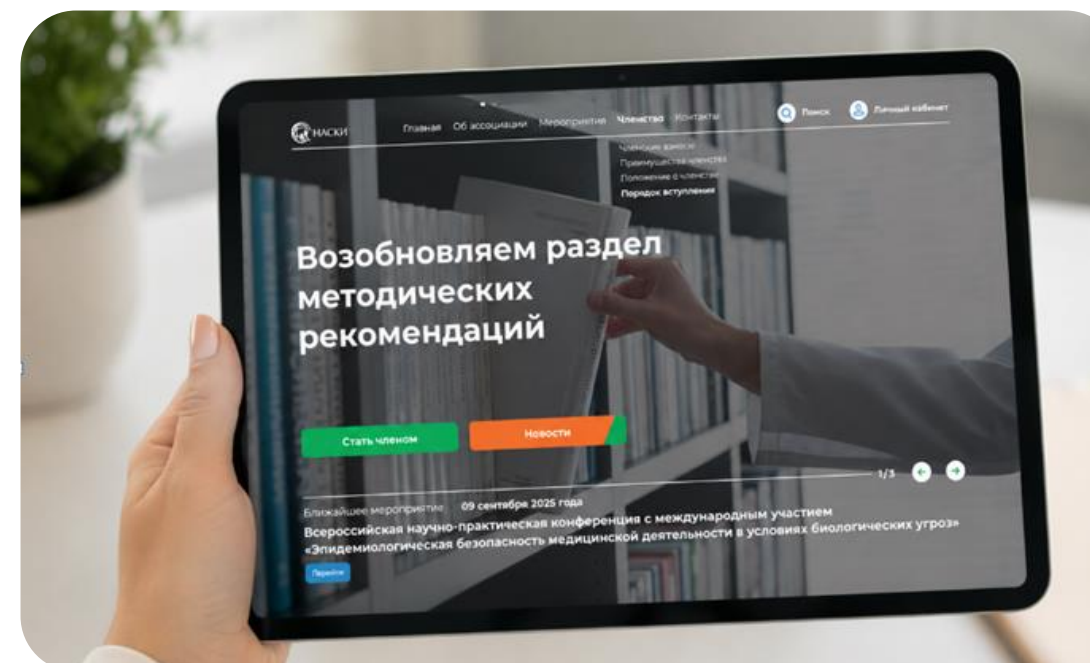 НАСКИ
Главная Об ассоциации Мероприятия Членство Контакты
Поиск
Личный кабинет
Членские взносы
Преимущества членства
Положение о членстве
Порядок вступления
Возобновляем раздел
методических
рекомендаций
Стать членом
Новости
1/3
Ближайшее мероприятие 09 сентября 2025 года
Всероссийская научно-практическая конференция с международным участием
«Эпидемиологическая безопасность медицинской деятельности в условиях биологических угроз»
Перейти